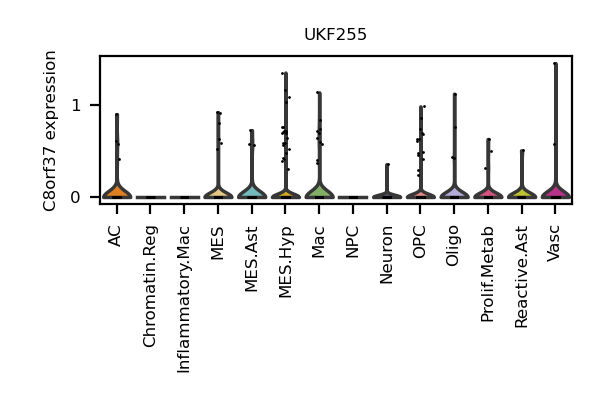 UKF255
C8orf37 expression
1
0
AC
Chromatin.Reg
Inflammatory.Mac
MES
MES.Ast
MES.Hyp
Mac
NPC
Neuron
OPC
Oligo
Prolif.Metab
Reactive.Ast
Vasc